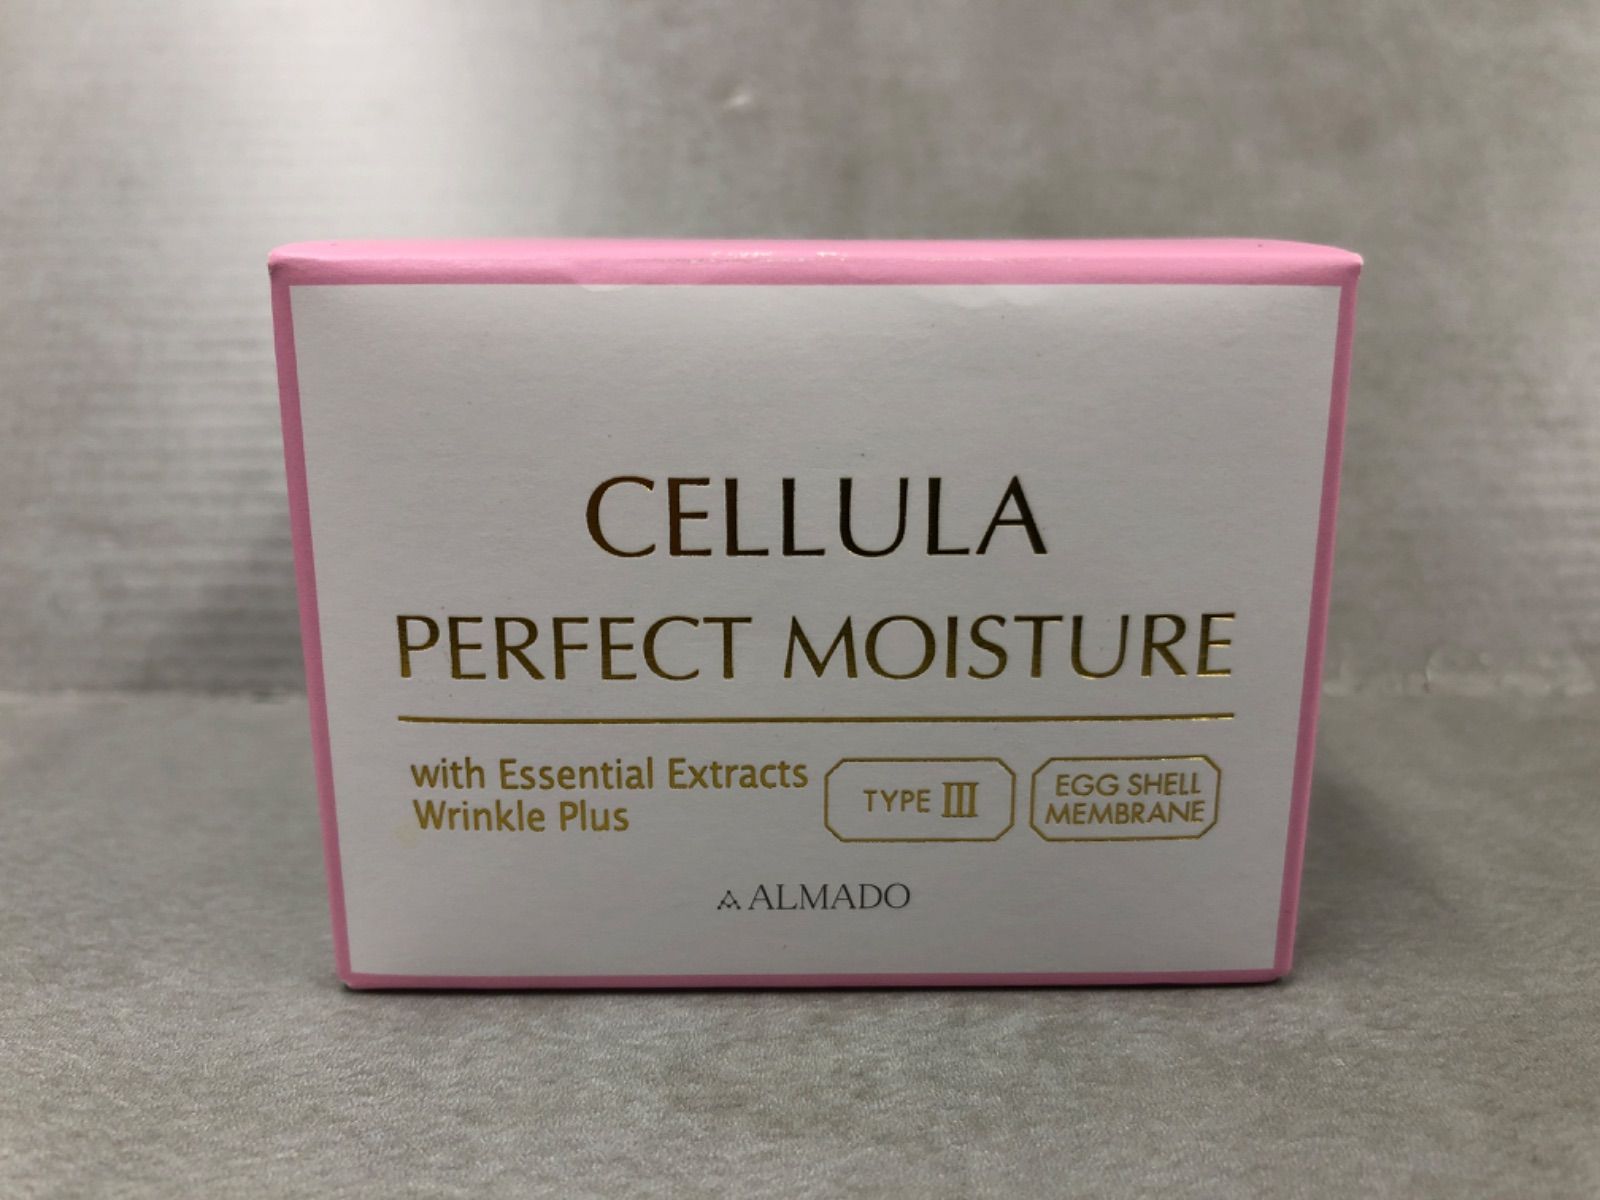 CELLULA
PERFECT MOISTURE
with Essential Extracts
Wrinkle Plus
TYPE III
EGG SHELL
MEMBRANE
ALMADO